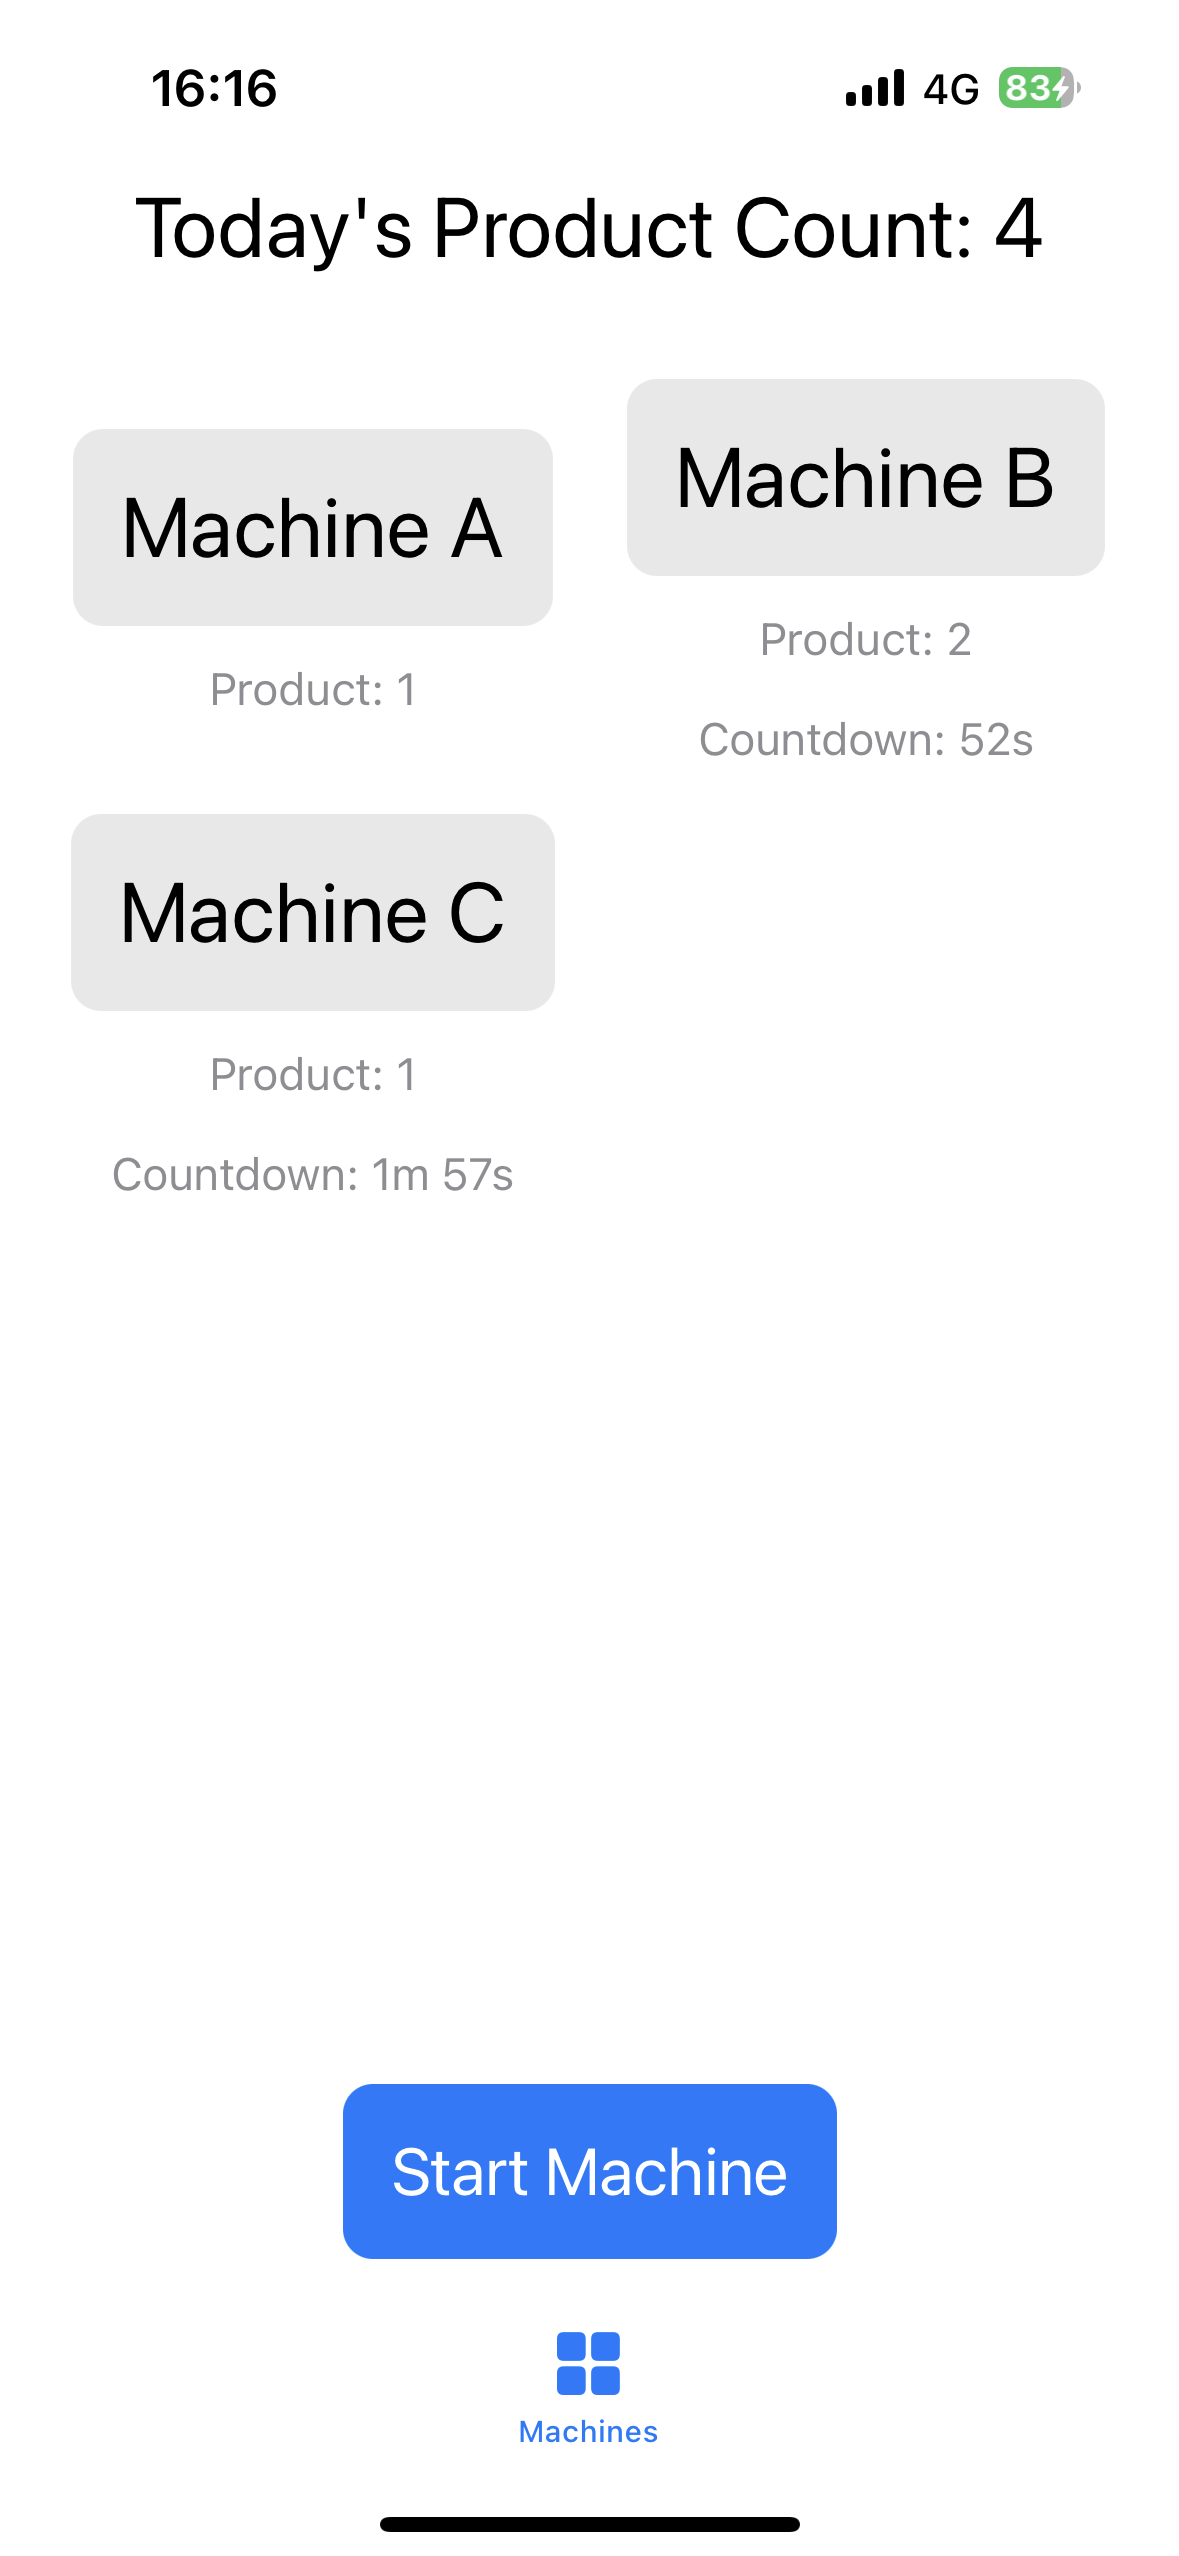 16:16
4G
83
Today's Product Count: 4
Machine A
Product: 1
Machine B
Product: 2
Countdown: 52s
Machine C
Product: 1
Countdown: 1m 57s
Start Machine
Machines